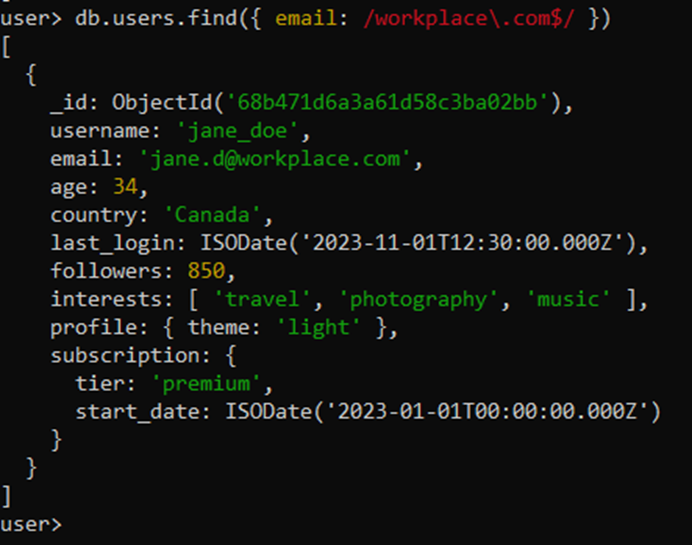 user> db.users.find({ email: /workplace\.com$/ })
[
  {
    _id: ObjectId('68b471d6a3a61d58c3ba02bb'),
    username: 'jane_doe',
    email: 'jane.d@workplace.com',
    age: 34,
    country: 'Canada',
    last_login: ISODate('2023-11-01T12:30:00.000Z'),
    followers: 850,
    interests: [ 'travel', 'photography', 'music' ],
    profile: { theme: 'light' },
    subscription: {
      tier: 'premium',
      start_date: ISODate('2023-01-01T00:00:00.000Z')
    }
  }
]
user>